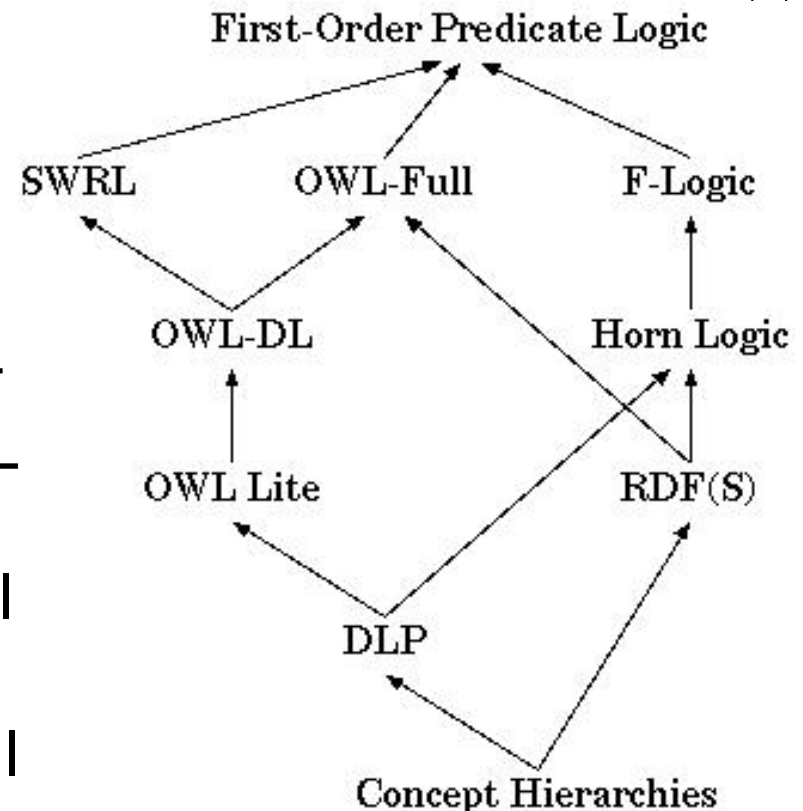 First-Order Predicate Logic
SWRL OWL-Full F-Logic
OWL-DL Horn Logic
OWL Lite RDF(S)
DLP
Concept Hierarchies